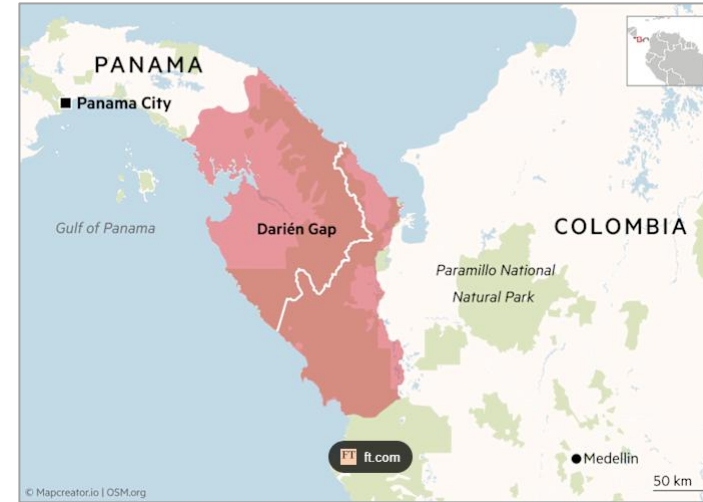 PANAMA
Panama City
Darién Gap
Gulf of Panama
COLOMBIA
Paramillo National
Natural Park
FT ft.com
Medellin
50 km
© Mapcreator.io | OSM.org